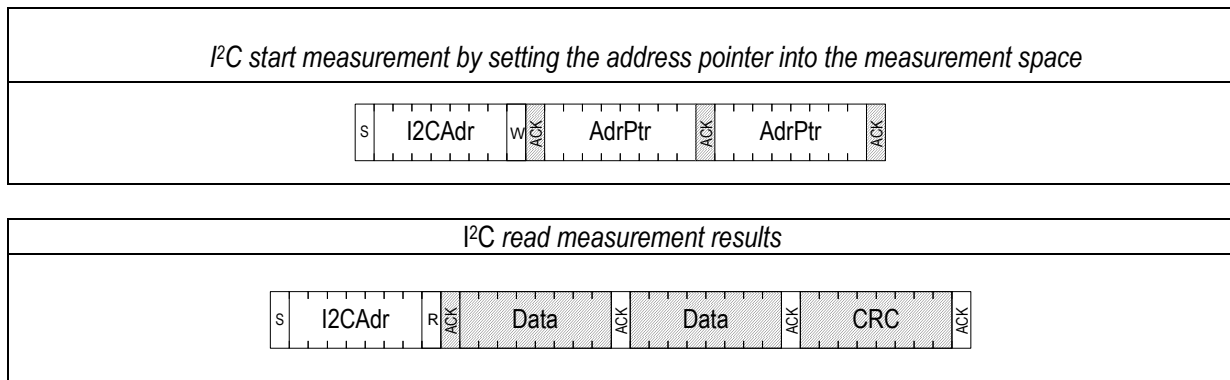 I²C start measurement by setting the address pointer into the measurement space
S I2CAdr W ACK AdrPtr ACK AdrPtr ACK
I²C read measurement results
S I2CAdr R ACK Data ACK Data ACK CRC ACK